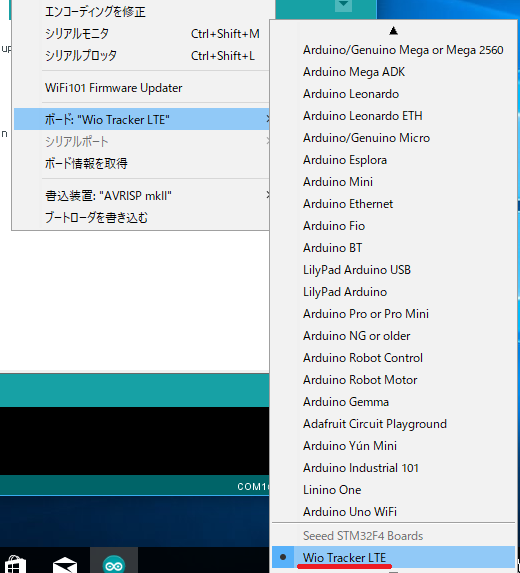 エンコーディングを修正
シリアルモニタ Ctrl+Shift+M
シリアルプロッタ Ctrl+Shift+L
WiFi101 Firmware Updater
ボード: "Wio Tracker LTE"
シリアルポート
ボード情報を取得
書込装置: "AVRISP mkII"
ブートローダを書き込む
up
n
COM1
Arduino/Genuino Mega or Mega 2560
Arduino Mega ADK
Arduino Leonardo
Arduino Leonardo ETH
Arduino/Genuino Micro
Arduino Esplora
Arduino Mini
Arduino Ethernet
Arduino Fio
Arduino BT
LilyPad Arduino USB
LilyPad Arduino
Arduino Pro or Pro Mini
Arduino NG or older
Arduino Robot Control
Arduino Robot Motor
Arduino Gemma
Adafruit Circuit Playground
Arduino Yún Mini
Arduino Industrial 101
Linino One
Arduino Uno WiFi
Seeed STM32F4 Boards
Wio Tracker LTE